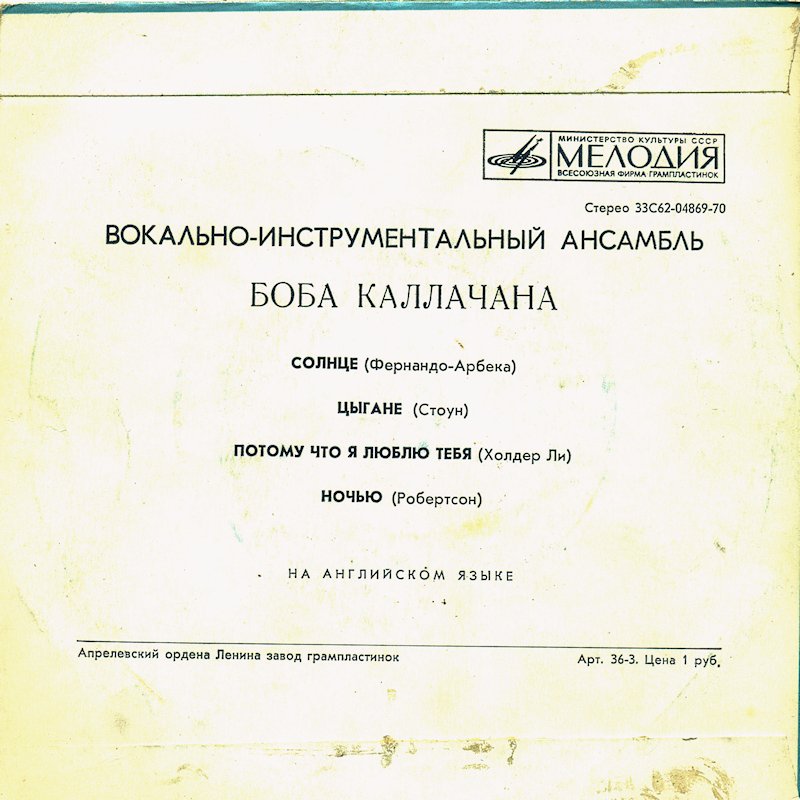 МИНИСТЕРСТВО КУЛЬТУРЫ СССР
МЕЛОДИЯ
ВСЕСОЮЗНАЯ ФИРМА ГРАМПЛАСТИНОК
Стерео 33С62-04869-70
ВОКАЛЬНО-ИНСТРУМЕНТАЛЬНЫЙ АНСАМБЛЬ
БОБА КАЛЛАЧАНА
СОЛНЦЕ (Фернандо-Арбека)
ЦЫГАНЕ (Стоун)
ПОТОМУ ЧТО Я ЛЮБЛЮ ТЕБЯ (Холдер Ли)
НОЧЬЮ (Робертсон)
НА АНГЛИЙСКОМ ЯЗЫКЕ
Апрелевский ордена Ленина завод грампластинок
Арт. 36-3. Цена 1 руб.